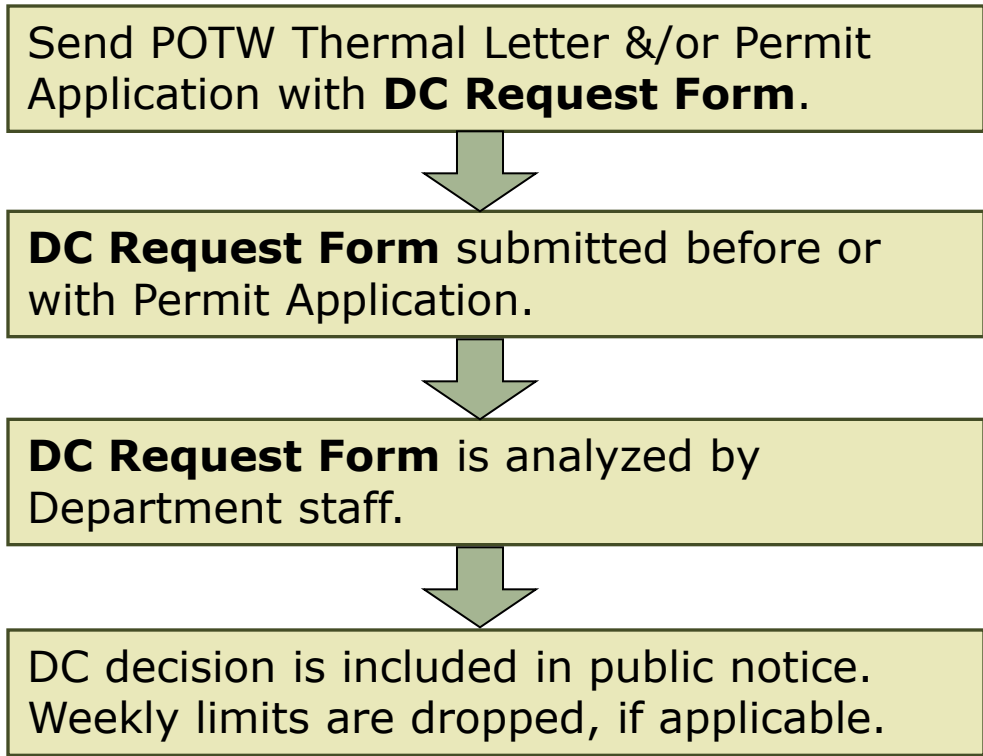 Send POTW Thermal Letter &/or Permit
Application with DC Request Form.
DC Request Form submitted before or
with Permit Application.
DC Request Form is analyzed by
Department staff.
DC decision is included in public notice.
Weekly limits are dropped, if applicable.